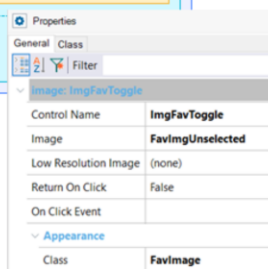 Properties
General Class
Filter
Image: ImgFavToggle
Control Name ImgFavToggle
Image FavImgUnselected
Low Resolution Image (none)
Return On Click False
On Click Event
Appearance
Class FavImage